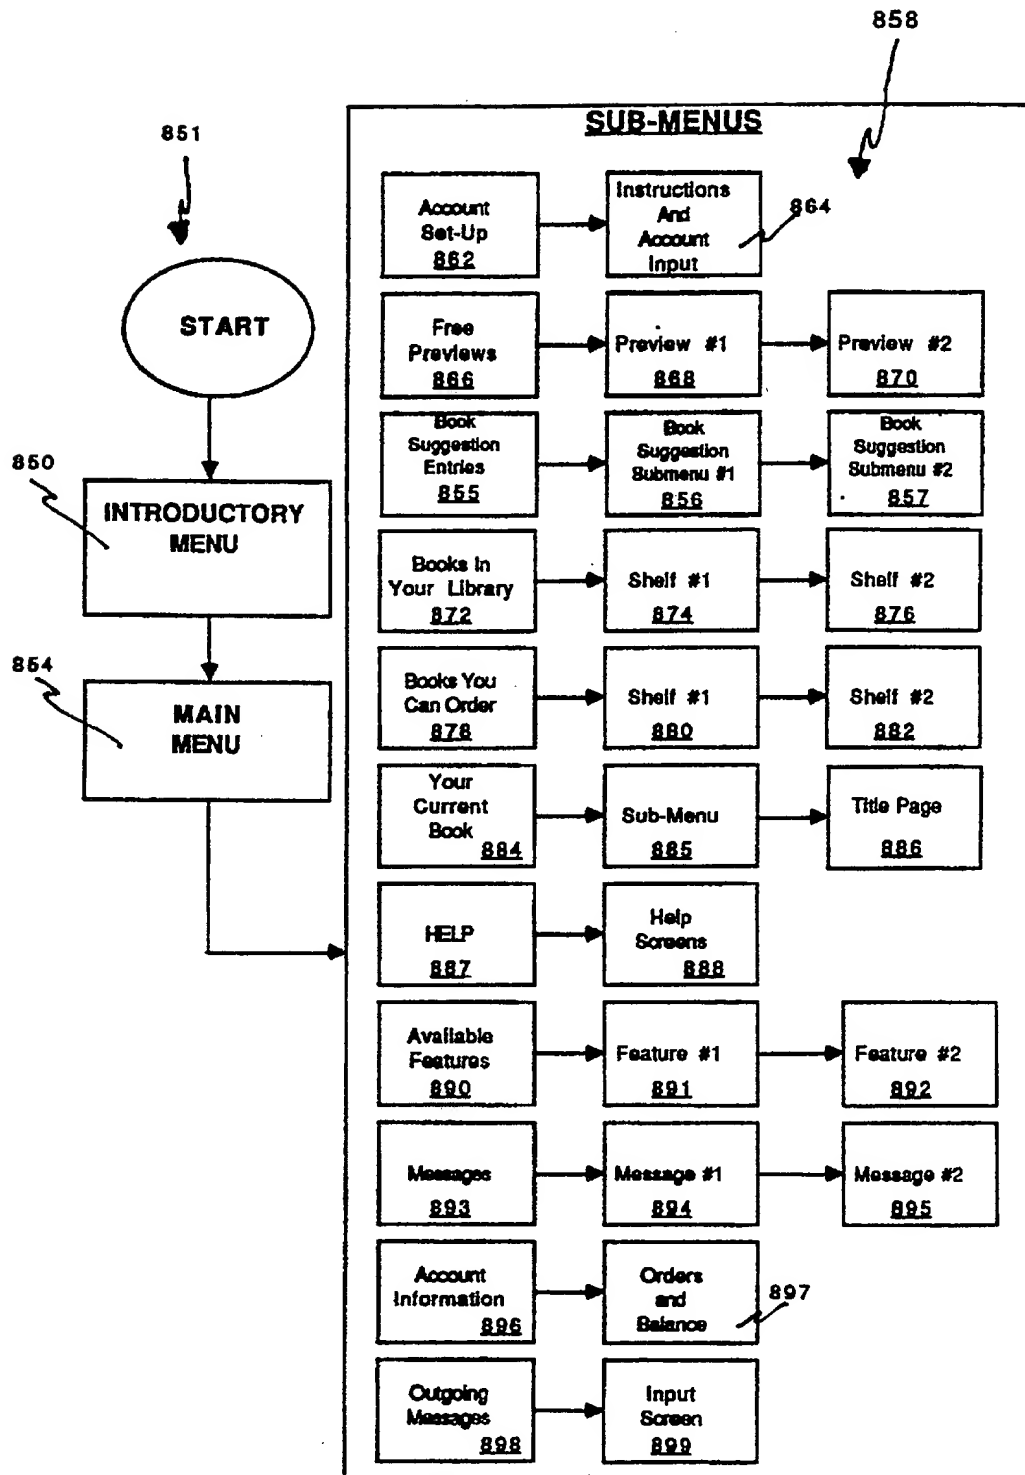 858
SUB-MENUS
851
START
850
INTRODUCTORY
MENU
854
MAIN
MENU
Account
Set-Up
862
Instructions
And
Account
Input
864
Free
Previews
866
Preview #1
868
Preview #2
870
Book
Suggestion
Entries
855
Book
Suggestion
Submenu #1
856
Book
Suggestion
Submenu #2
857
Books In
Your Library
872
Shelf #1
874
Shelf #2
876
Books You
Can Order
878
Shelf #1
880
Shelf #2
882
Your
Current
Book
884
Sub-Menu
885
Title Page
886
HELP
887
Help
Screens
888
Available
Features
890
Feature #1
891
Feature #2
892
Messages
893
Message #1
894
Message #2
895
Account
Information
896
Orders
and
Balance
897
Outgoing
Messages
898
Input
Screen
899